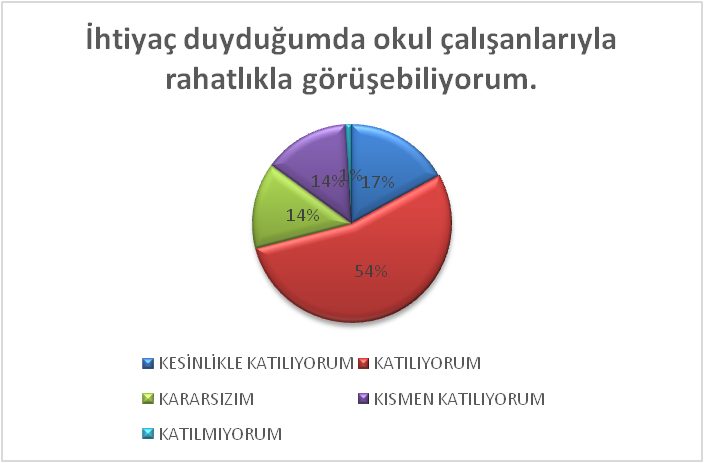 İhtiyaç duyduğumda okul çalışanlarıyla
rahatlıkla görüşebiliyorum.
14%
1%
17%
14%
54%
KESİNLİKLE KATILIYORUM
KATILIYORUM
KARARSIZIM
KISMEN KATILIYORUM
KATILMIYORUM